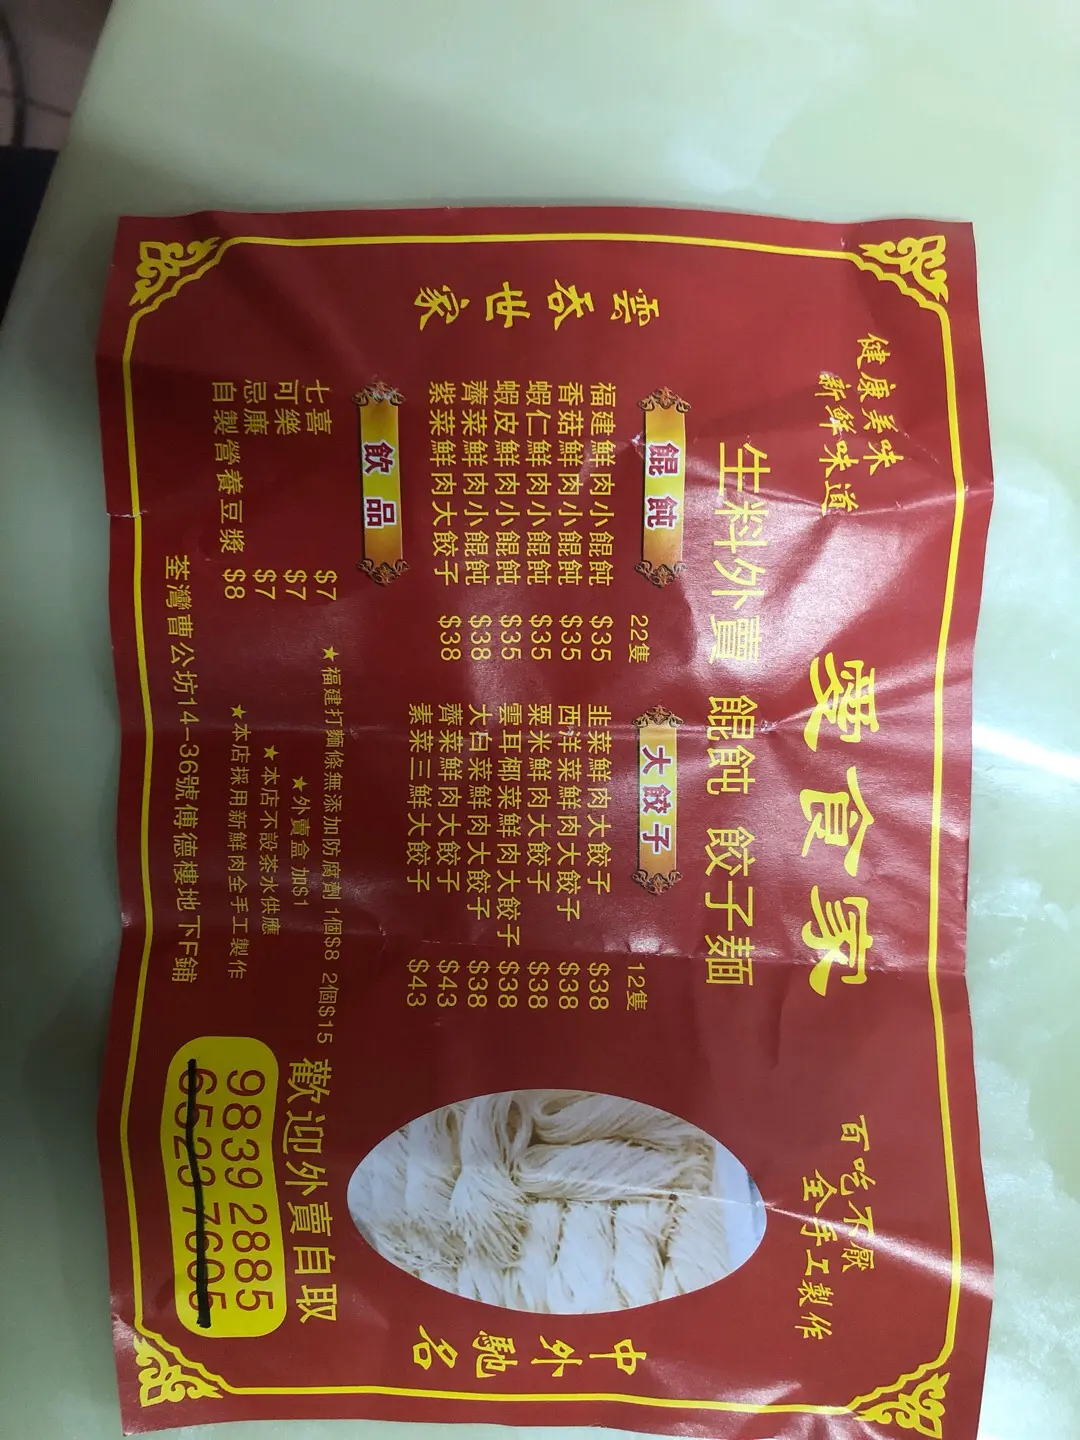 健康美味
新鮮味道
要食家
百吃不厭
全手工製作
生料外賣 餛飩 餃子麵
雲吞世家
餛飩
22隻
福建鮮肉小餛飩 $35
香菇鮮肉小餛飩 $35
蝦仁鮮肉小餛飩 $35
蝦皮鮮肉小餛飩 $35
薺菜鮮肉小餛飩 $38
紫菜鮮肉大餃子 $38
大餃子
12隻
韭菜鮮肉大餃子 $38
西洋菜鮮肉大餃子 $38
粟米鮮肉大餃子 $38
雲耳椰菜鮮肉大餃子 $38
大白菜鮮肉大餃子 $38
薺菜鮮肉大餃子 $43
素菜三鮮大餃子 $43
中外馳名
飲品
七喜 $7
可樂 $7
忌廉 $7
自製營養豆漿 $8
★福建打麵條無添加防腐劑 1個$8 2個$15
★外賣盒加$1
★本店不設茶水供應
★本店採用新鮮肉全手工製作
荃灣曹公坊14-36號傅德樓地下F舖
歡迎外賣自取
9839 2885
6523 7605